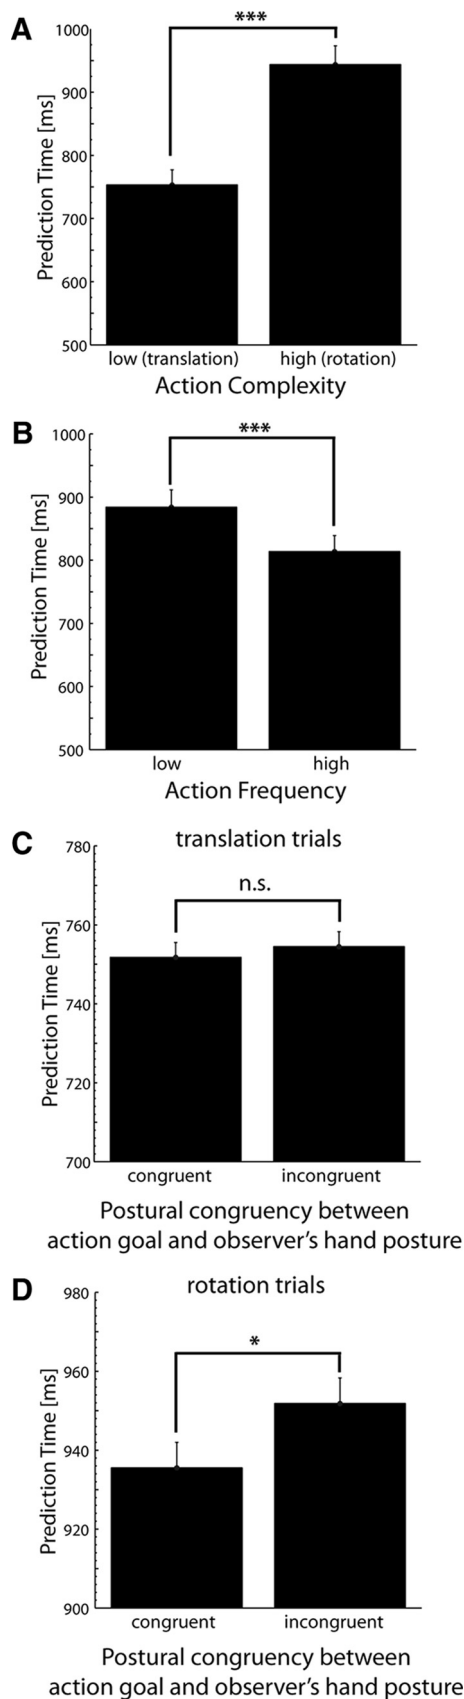 A
***
1000
900
800
700
600
500
Prediction Time [ms]
low (translation) high (rotation)
Action Complexity
B
***
1000
900
800
700
600
500
Prediction Time [ms]
low high
Action Frequency
C
translation trials
n.s.
780
760
740
720
700
Prediction Time [ms]
congruent incongruent
Postural congruency between
action goal and observer's hand posture
D
rotation trials
*
980
960
940
920
900
Prediction Time [ms]
congruent incongruent
Postural congruency between
action goal and observer's hand posture